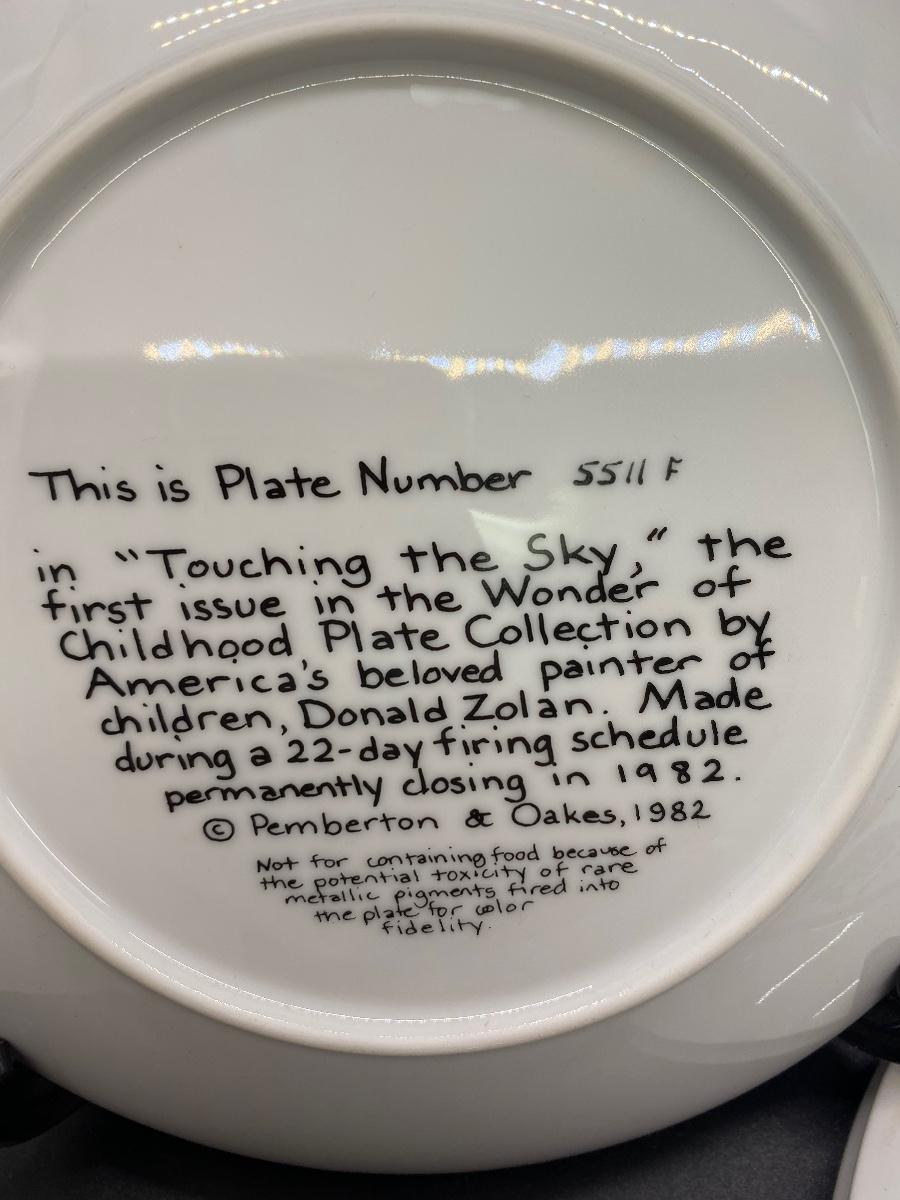 This is Plate Number 5511 F
in "Touching the Sky," the
first issue in the Wonder of
Childhood Plate Collection by
America's beloved painter of
children, Donald Zolan. Made
during a 22-day firing schedule
permanently closing in 1982.
© Pemberton & Oakes, 1982
Not for containing food because of
the potential toxicity of rare
metallic pigments fired into
the plate for color
fidelity.